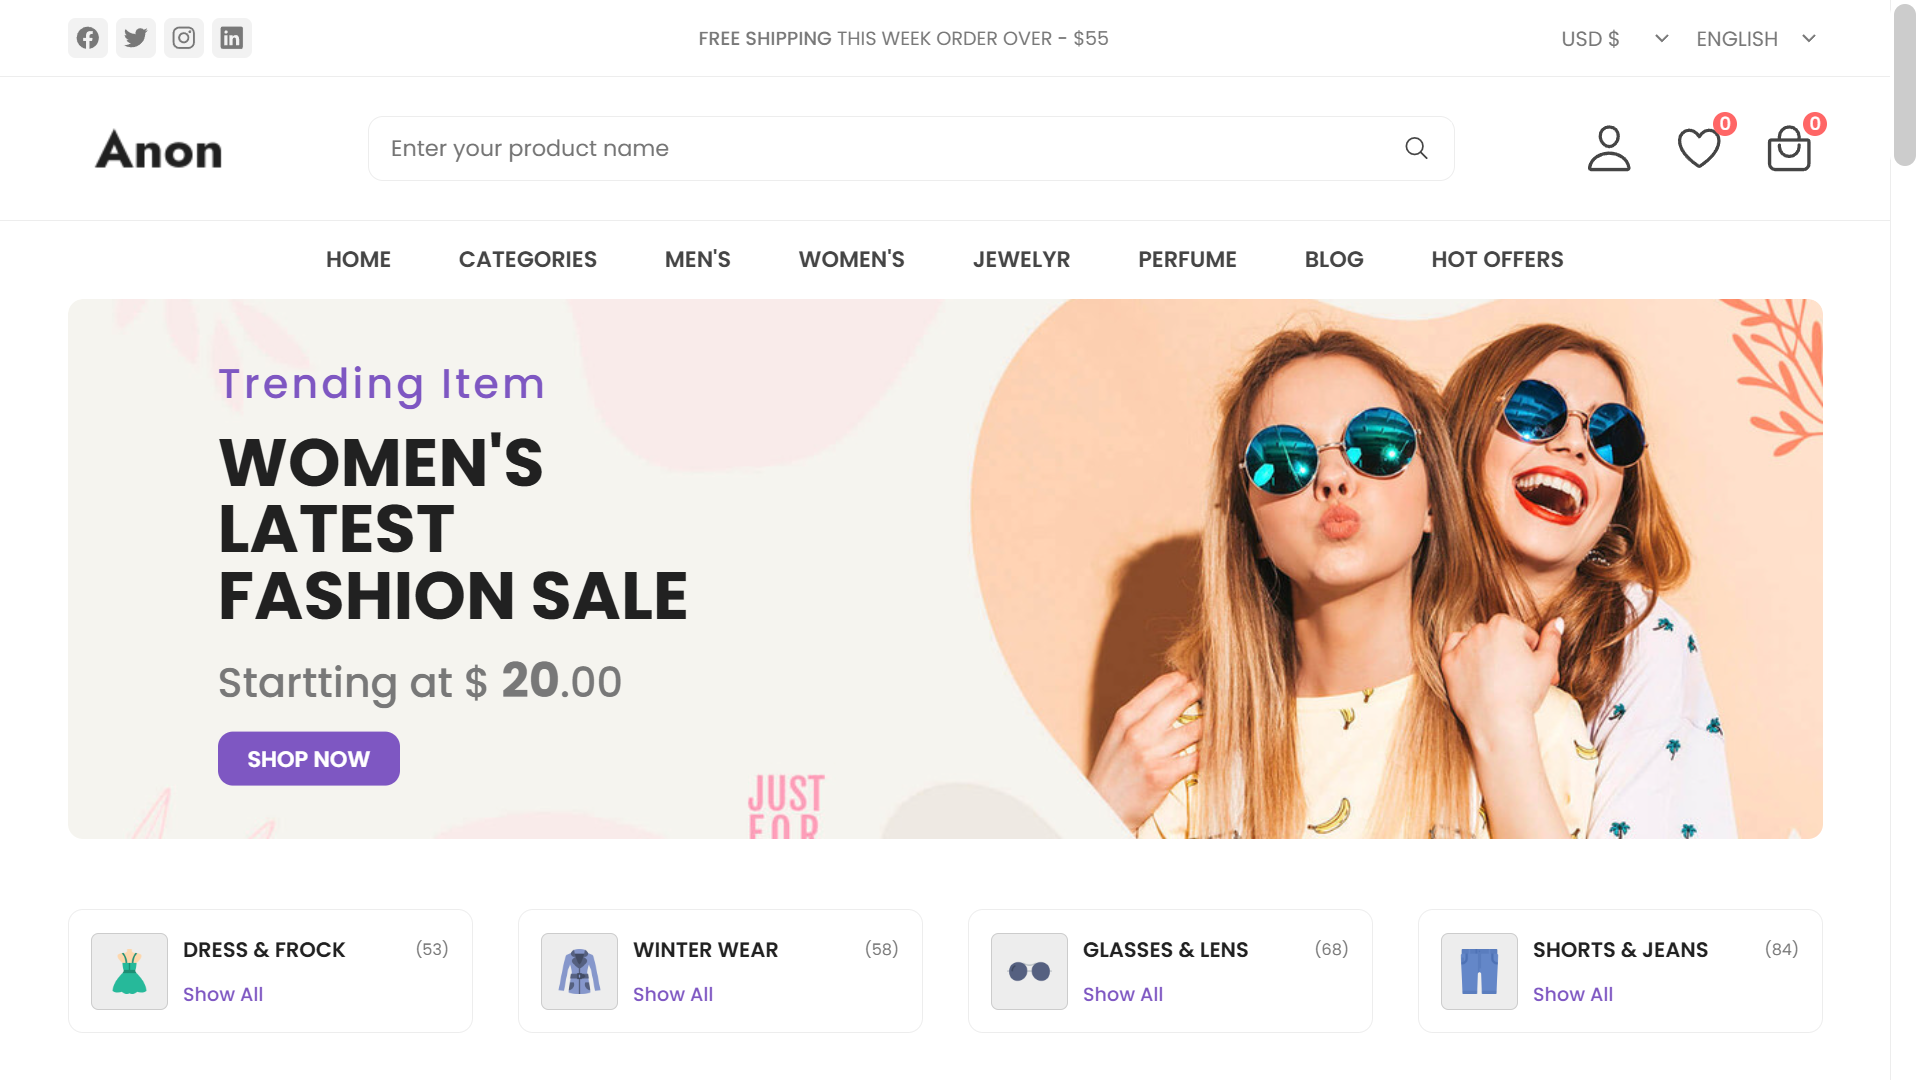 FREE SHIPPING THIS WEEK ORDER OVER - $55
USD $
ENGLISH
Anon
Enter your product name
0
0
HOME
CATEGORIES
MEN'S
WOMEN'S
JEWELYR
PERFUME
BLOG
HOT OFFERS
Trending Item
WOMEN'S
LATEST
FASHION SALE
Startting at $ 20.00
SHOP NOW
JUST
FOR
DRESS & FROCK
(53)
Show All
WINTER WEAR
(58)
Show All
GLASSES & LENS
(68)
Show All
SHORTS & JEANS
(84)
Show All